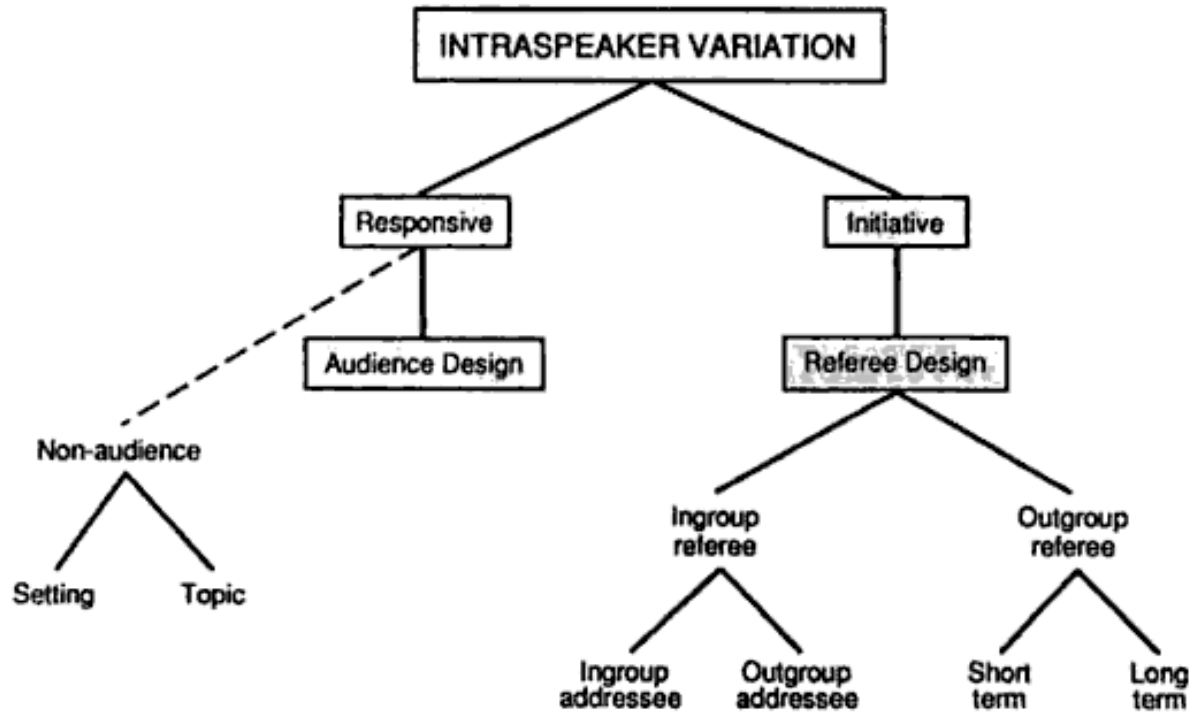 INTRASPEAKER VARIATION
Responsive
Initiative
Audience Design
Referee Design
Non-audience
Setting
Topic
Ingroup
referee
Outgroup
referee
Ingroup
addressee
Outgroup
addressee
Short
term
Long
term